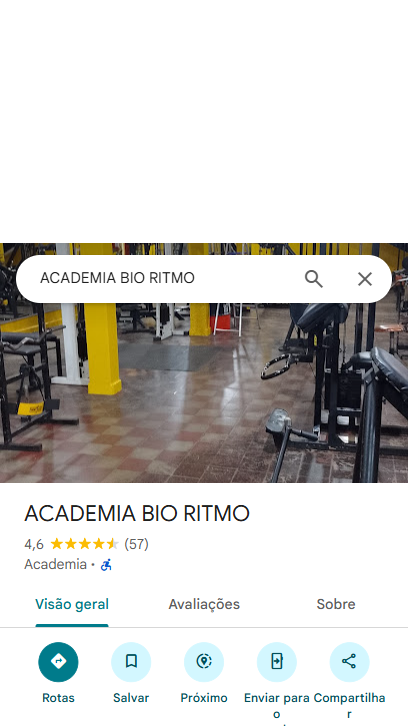 ACADEMIA BIO RITMO
ACADEMIA BIO RITMO
4,6 (57)
Academia ·
Visão geral Avaliações Sobre
Rotas Salvar Próximo Enviar para o Compartilhar